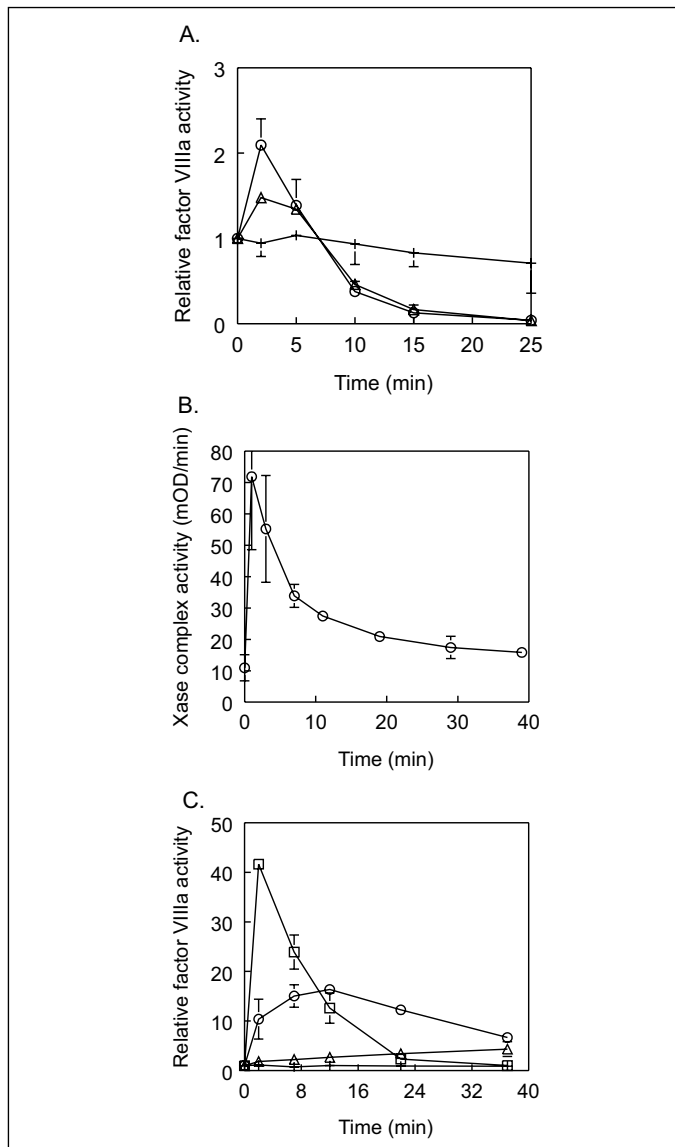 A.
Relative factor VIIIa activity
3
2
1
0
0 5 10 15 20 25
Time (min)
B.
Xase complex activity (mOD/min)
80
70
60
50
40
30
20
10
0
0 10 20 30 40
Time (min)
C.
Relative factor VIIIa activity
50
40
30
20
10
0
0 8 16 24 32 40
Time (min)